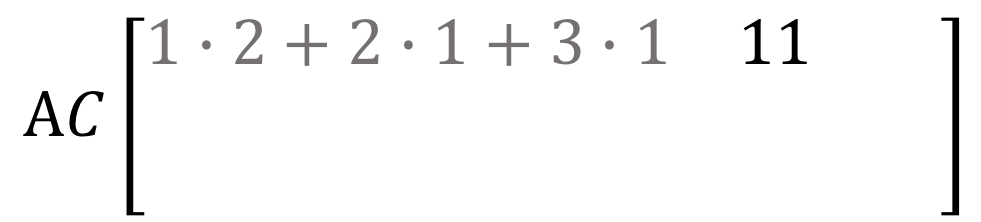 1 · 2 + 2 · 1 + 3 · 1 11
AC [ ]